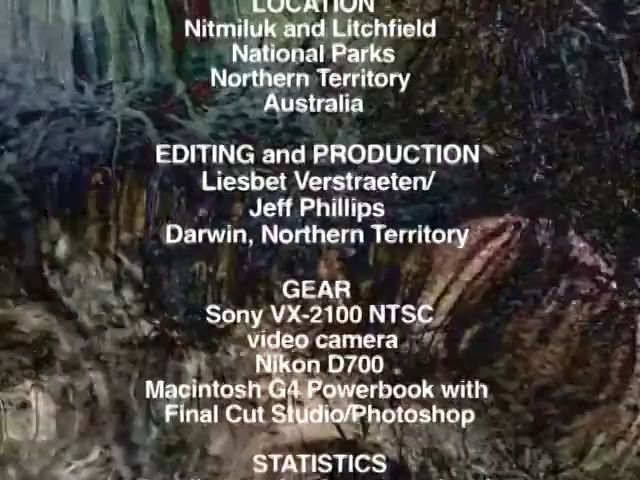 LOCATION
Nitmiluk and Litchfield
National Parks
Northern Territory
Australia
EDITING and PRODUCTION
Liesbet Verstraeten/
Jeff Phillips
Darwin, Northern Territory
GEAR
Sony VX-2100 NTSC
video camera
Nikon D700
Macintosh G4 Powerbook with
Final Cut Studio/Photoshop
STATISTICS